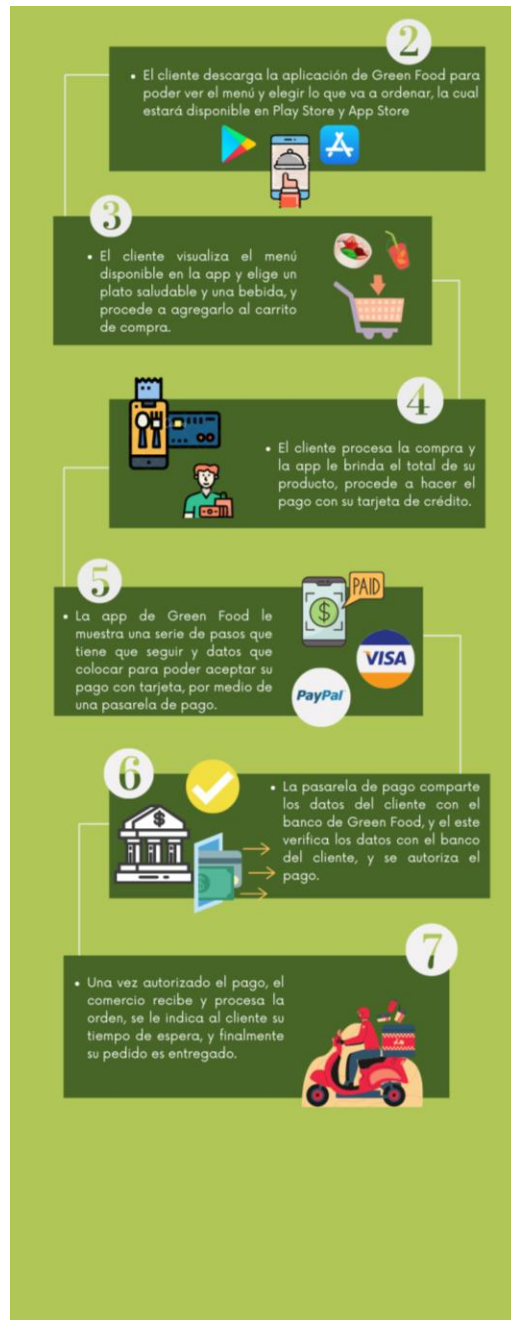 2
• El cliente descarga la aplicación de Green Food para
poder ver el menú y elegir lo que va a ordenar, la cual
estará disponible en Play Store y App Store
3
• El cliente visualiza el menú
disponible en la app y elige un
plato saludable y una bebida, y
procede a agregarlo al carrito
de compra.
4
• El cliente procesa la compra y
la app le brinda el total de su
producto, procede a hacer el
pago con su tarjeta de crédito.
5
PAID
• La app de Green Food le
muestra una serie de pasos que
tiene que seguir y datos que
colocar para poder aceptar su
pago con tarjeta, por medio de
una pasarela de pago.
$
VISA
PayPal
6
$
• La pasarela de pago comparte
los datos del cliente con el
banco de Green Food, y el este
verifica los datos con el banco
del cliente, y se autoriza el
pago.
7
• Una vez autorizado el pago, el
comercio recibe y procesa la
orden, se le indica al cliente su
tiempo de espera, y finalmente
su pedido es entregado.